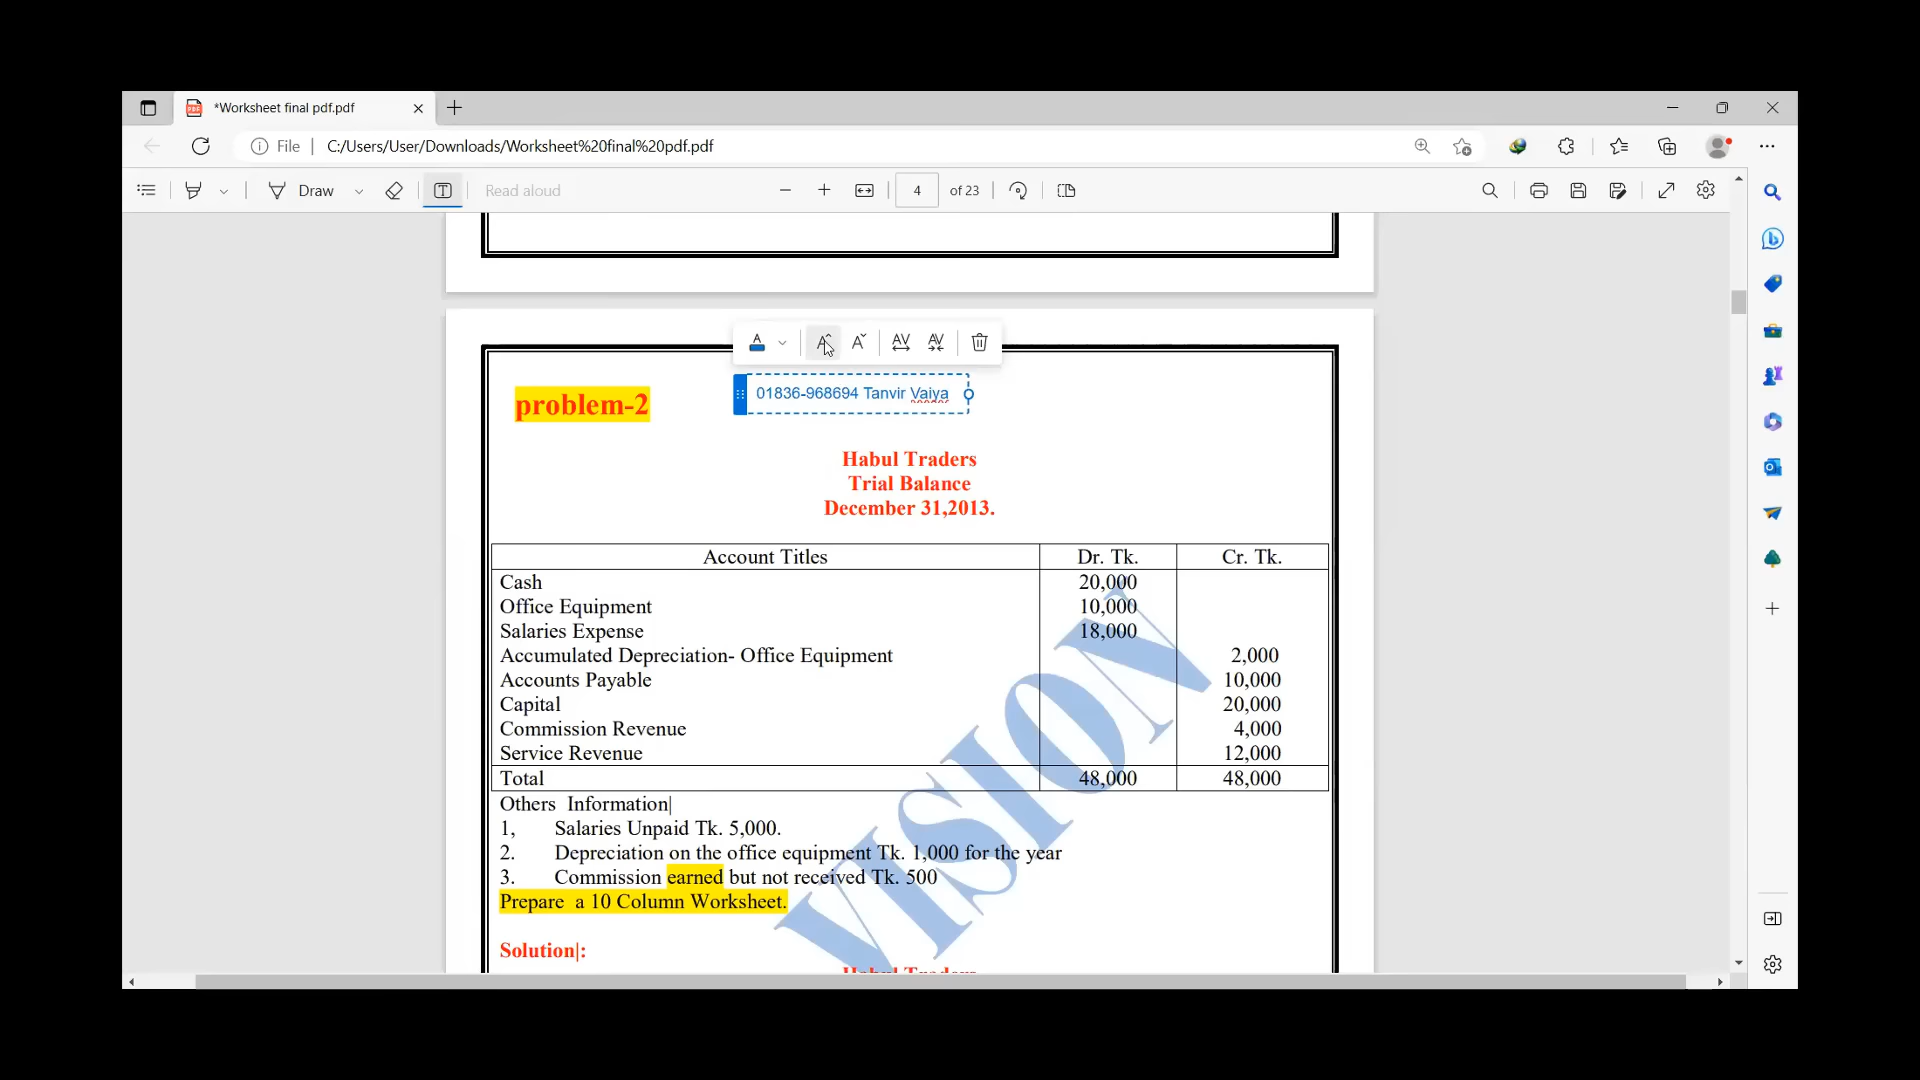 *Worksheet final pdf.pdf
File | C:/Users/User/Downloads/Worksheet%20final%20pdf.pdf
Draw
Read aloud
4 of 23
01836-968694 Tanvir Vaiya
problem-2
Habul Traders
Trial Balance
December 31,2013.
Account Titles Dr. Tk. Cr. Tk.
Cash 20,000
Office Equipment 10,000
Salaries Expense 18,000
Accumulated Depreciation- Office Equipment 2,000
Accounts Payable 10,000
Capital 20,000
Commission Revenue 4,000
Service Revenue 12,000
Total 48,000 48,000
Others Information|
1, Salaries Unpaid Tk. 5,000.
2. Depreciation on the office equipment Tk. 1,000 for the year
3. Commission earned but not received Tk. 500
Prepare a 10 Column Worksheet.
Solution|:
Habul Traders
VISION